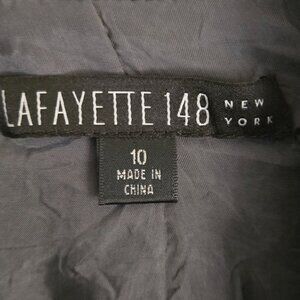 LAFAYETTE 148 NEW YORK
10
MADE IN
CHINA